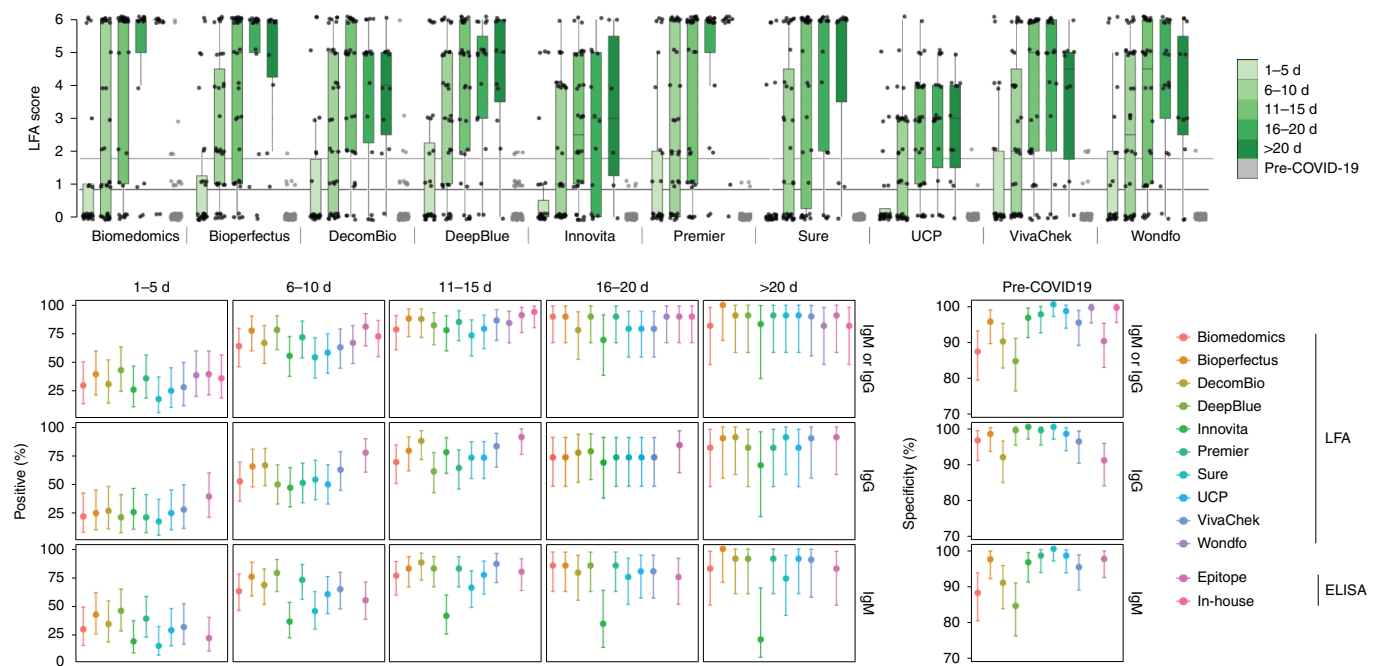 LFA score
6
5
4
3
2
1
0
Biomedomics
Bioperfectus
DecomBio
DeepBlue
Innovita
Premier
Sure
UCP
VivaChek
Wondfo
1–5 d
6–10 d
11–15 d
16–20 d
>20 d
Pre-COVID-19
1–5 d
6–10 d
11–15 d
16–20 d
>20 d
Pre-COVID19
Positive (%)
100
75
50
25
IgM or IgG
100
75
50
25
IgG
100
75
50
25
0
IgM
Specificity (%)
100
90
80
70
IgM or IgG
100
90
80
70
IgG
100
90
80
70
IgM
Biomedomics
Bioperfectus
DecomBio
DeepBlue
Innovita
Premier
Sure
UCP
VivaChek
Wondfo
LFA
Epitope
In-house
ELISA